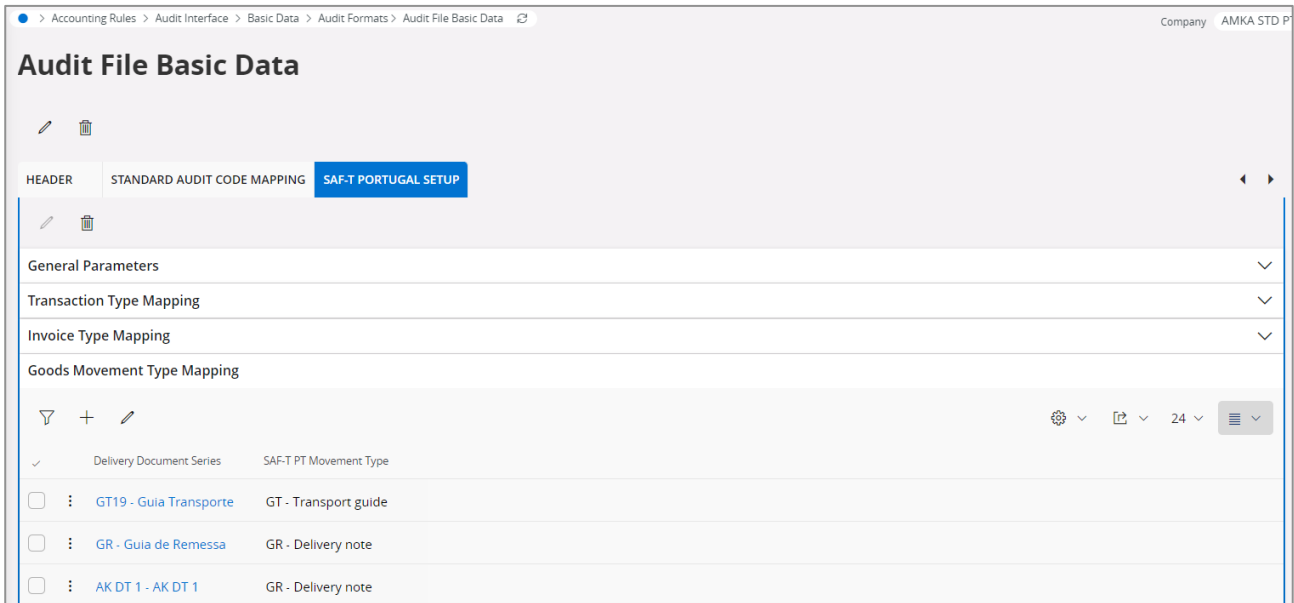 > Accounting Rules > Audit Interface > Basic Data > Audit Formats > Audit File Basic Data
Company AMKA STD P
Audit File Basic Data
HEADER STANDARD AUDIT CODE MAPPING SAF-T PORTUGAL SETUP
General Parameters
Transaction Type Mapping
Invoice Type Mapping
Goods Movement Type Mapping
24
Delivery Document Series SAF-T PT Movement Type
GT19 - Guia Transporte GT - Transport guide
GR - Guia de Remessa GR - Delivery note
AK DT 1 - AK DT 1 GR - Delivery note